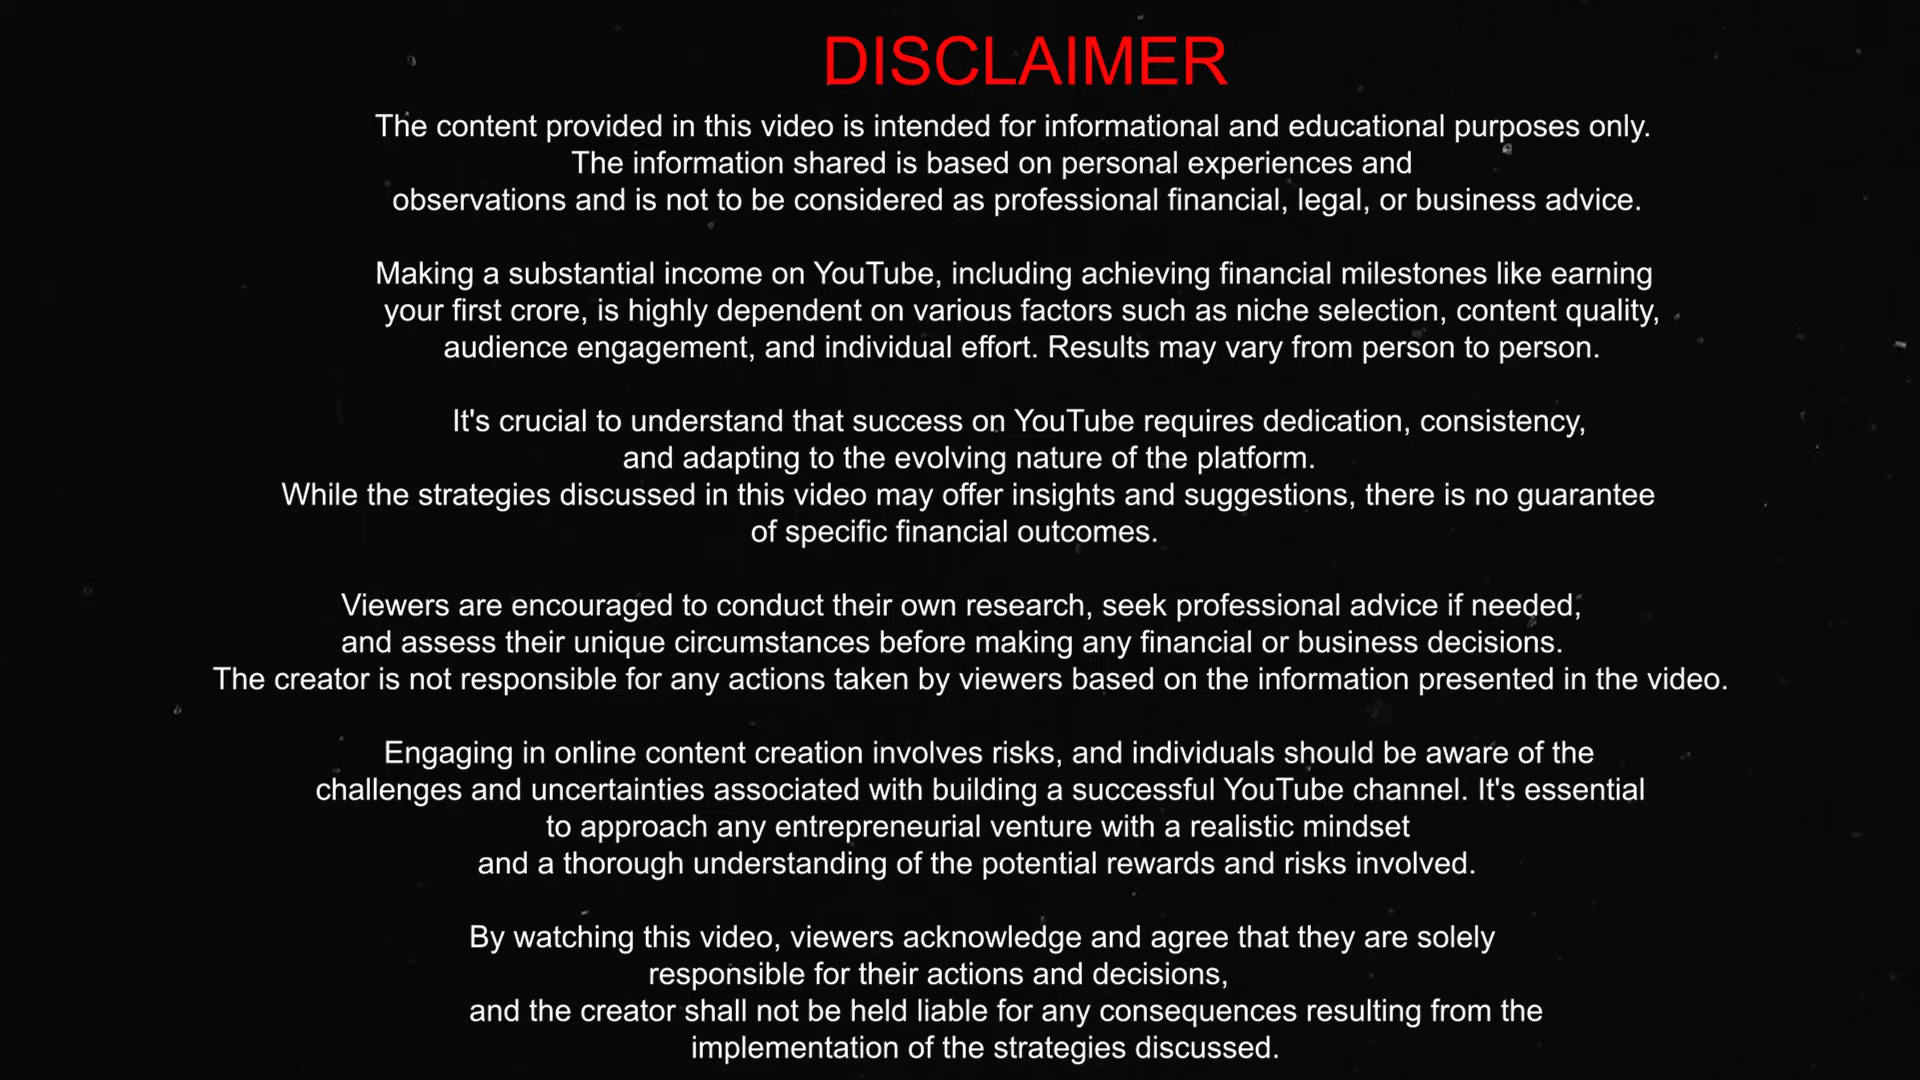 DISCLAIMER
The content provided in this video is intended for informational and educational purposes only.
The information shared is based on personal experiences and
observations and is not to be considered as professional financial, legal, or business advice.
Making a substantial income on YouTube, including achieving financial milestones like earning
your first crore, is highly dependent on various factors such as niche selection, content quality,
audience engagement, and individual effort. Results may vary from person to person.
It's crucial to understand that success on YouTube requires dedication, consistency,
and adapting to the evolving nature of the platform.
While the strategies discussed in this video may offer insights and suggestions, there is no guarantee
of specific financial outcomes.
Viewers are encouraged to conduct their own research, seek professional advice if needed,
and assess their unique circumstances before making any financial or business decisions.
The creator is not responsible for any actions taken by viewers based on the information presented in the video.
Engaging in online content creation involves risks, and individuals should be aware of the
challenges and uncertainties associated with building a successful YouTube channel. It's essential
to approach any entrepreneurial venture with a realistic mindset
and a thorough understanding of the potential rewards and risks involved.
By watching this video, viewers acknowledge and agree that they are solely
responsible for their actions and decisions,
and the creator shall not be held liable for any consequences resulting from the
implementation of the strategies discussed.